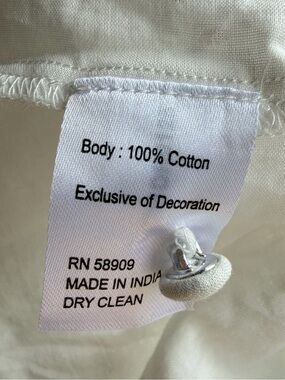 Body : 100% Cotton
Exclusive of Decoration
RN 58909
MADE IN INDIA
DRY CLEAN